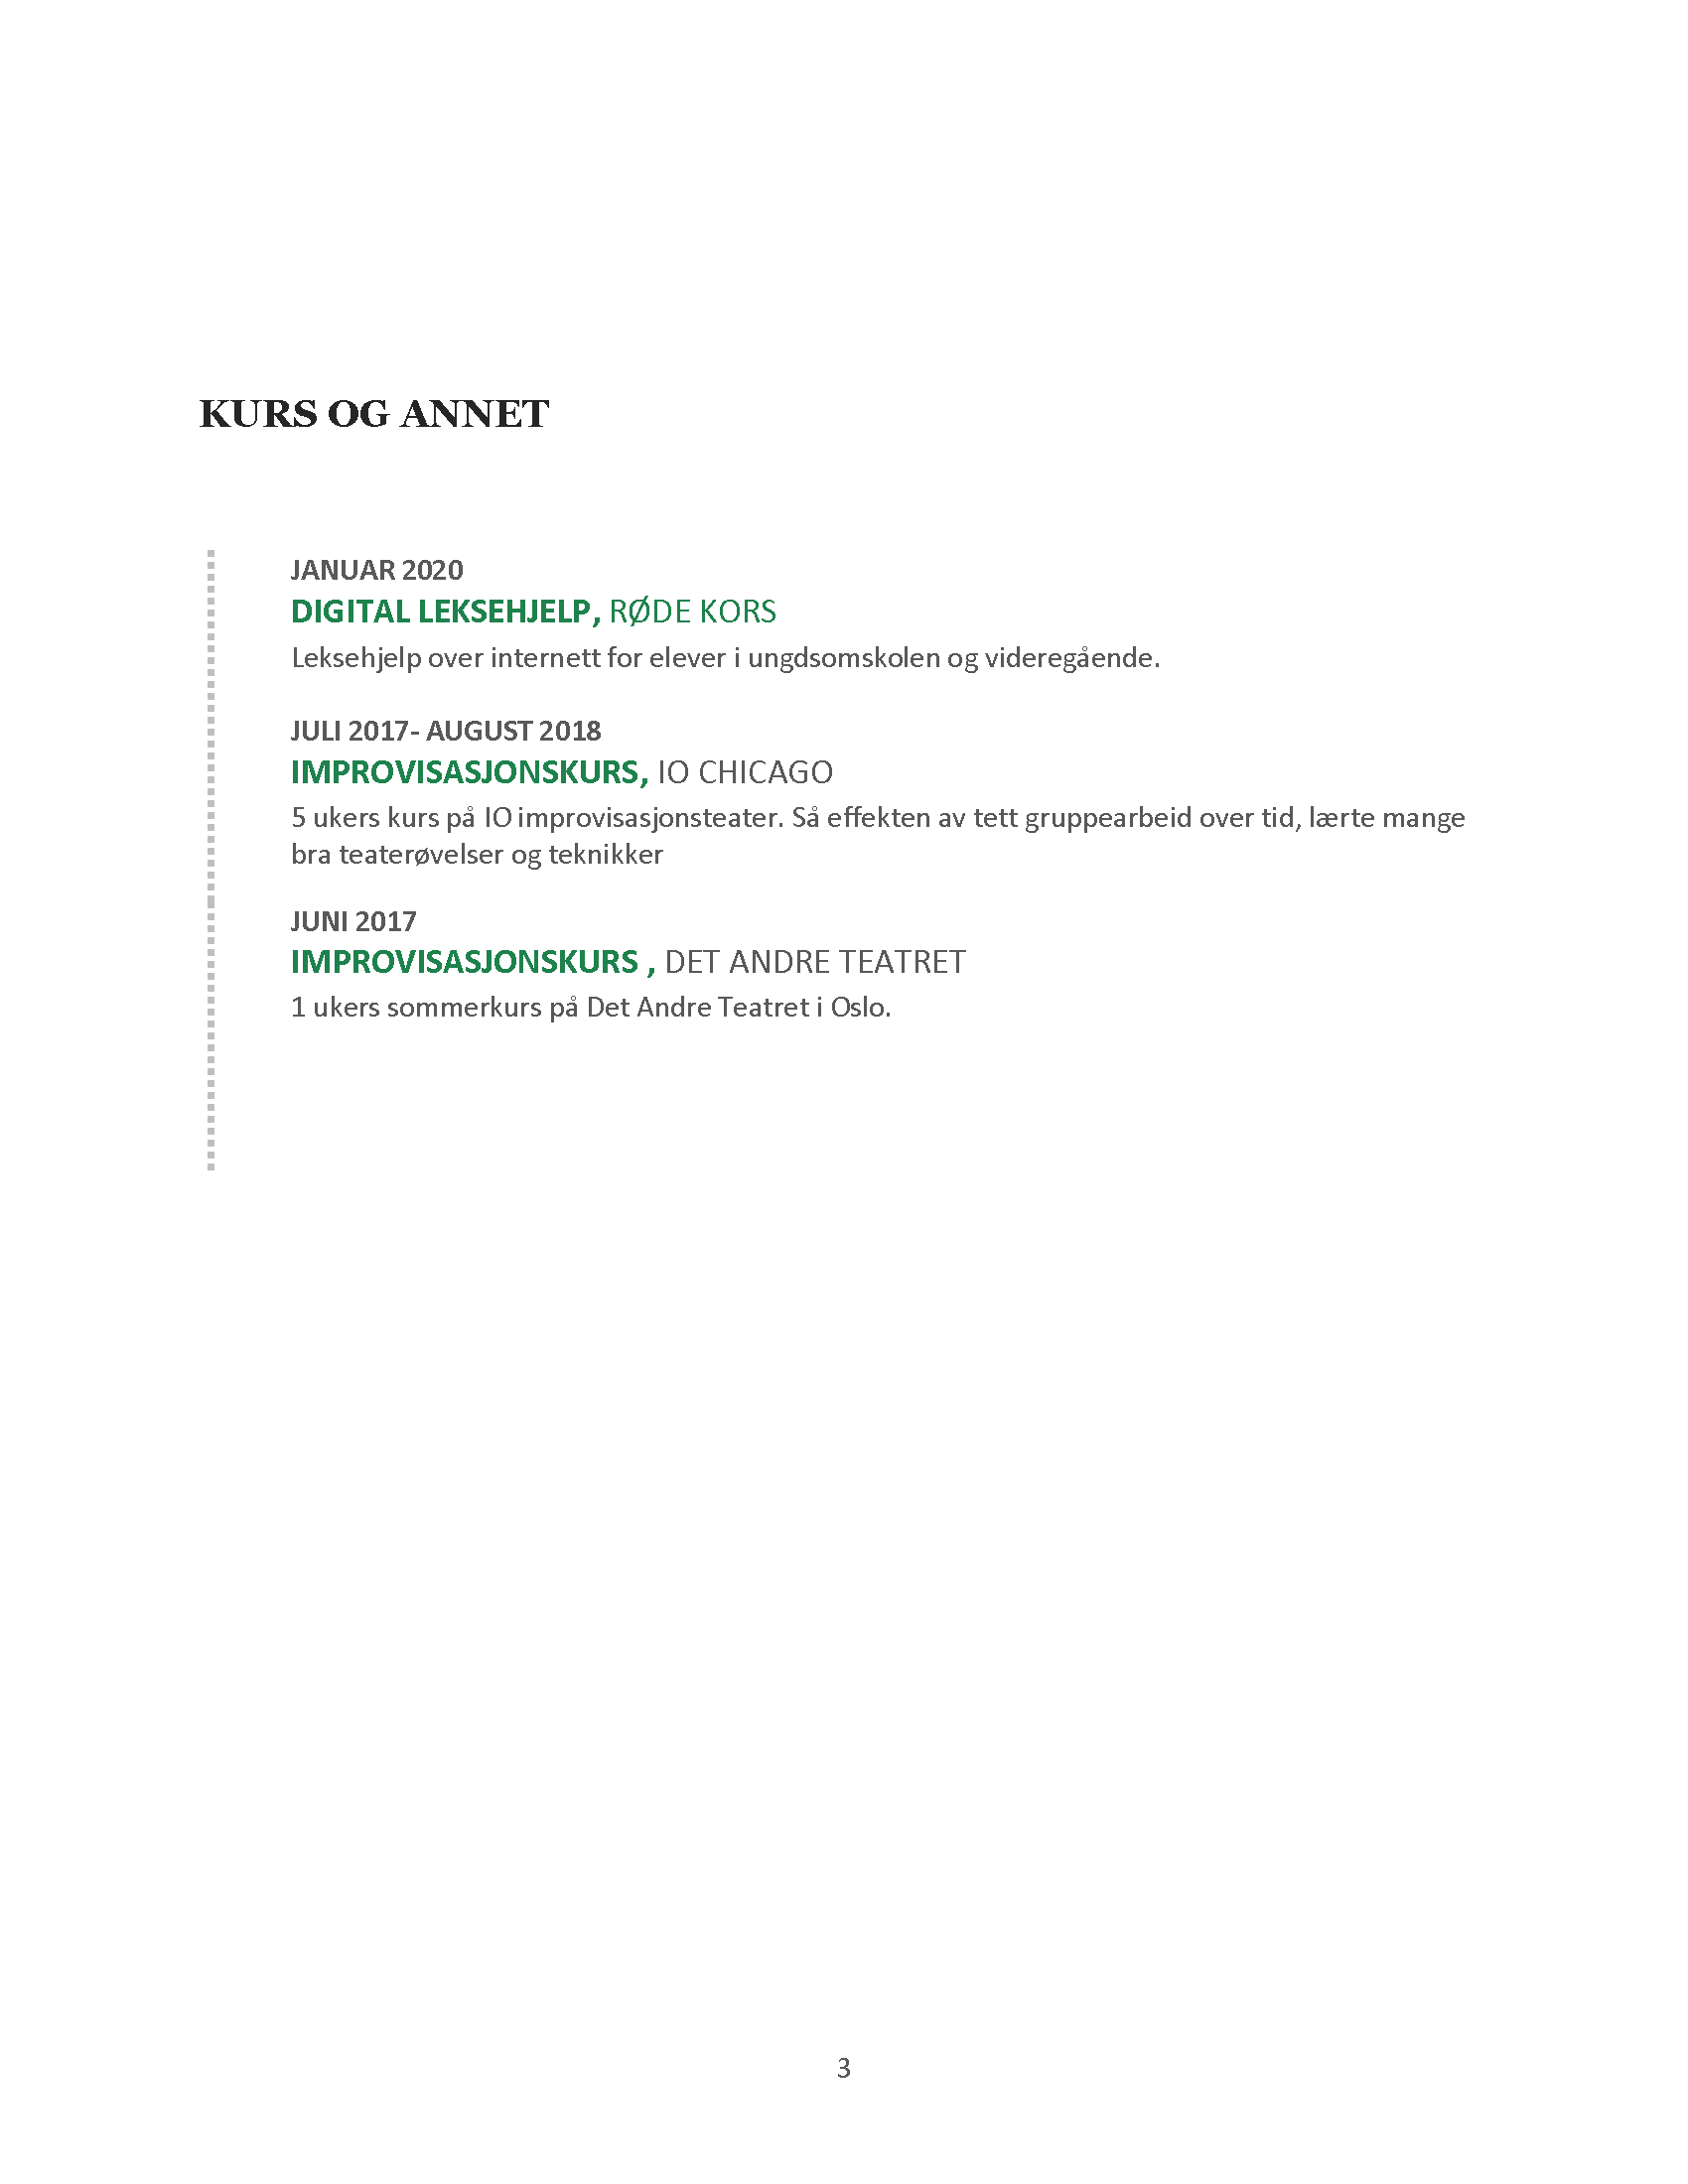 KURS OG ANNET
JANUAR 2020
DIGITAL LEKSEHJELP, RØDE KORS
Leksehjelp over internett for elever i ungdsomskolen og videregående.
JULI 2017- AUGUST 2018
IMPROVISASJONSKURS, IO CHICAGO
5 ukers kurs på IO improvisasjonsteater. Så effekten av tett gruppearbeid over tid, lærte mange
bra teaterøvelser og teknikker
JUNI 2017
IMPROVISASJONSKURS , DET ANDRE TEATRET
1 ukers sommerkurs på Det Andre Teatret i Oslo.
3